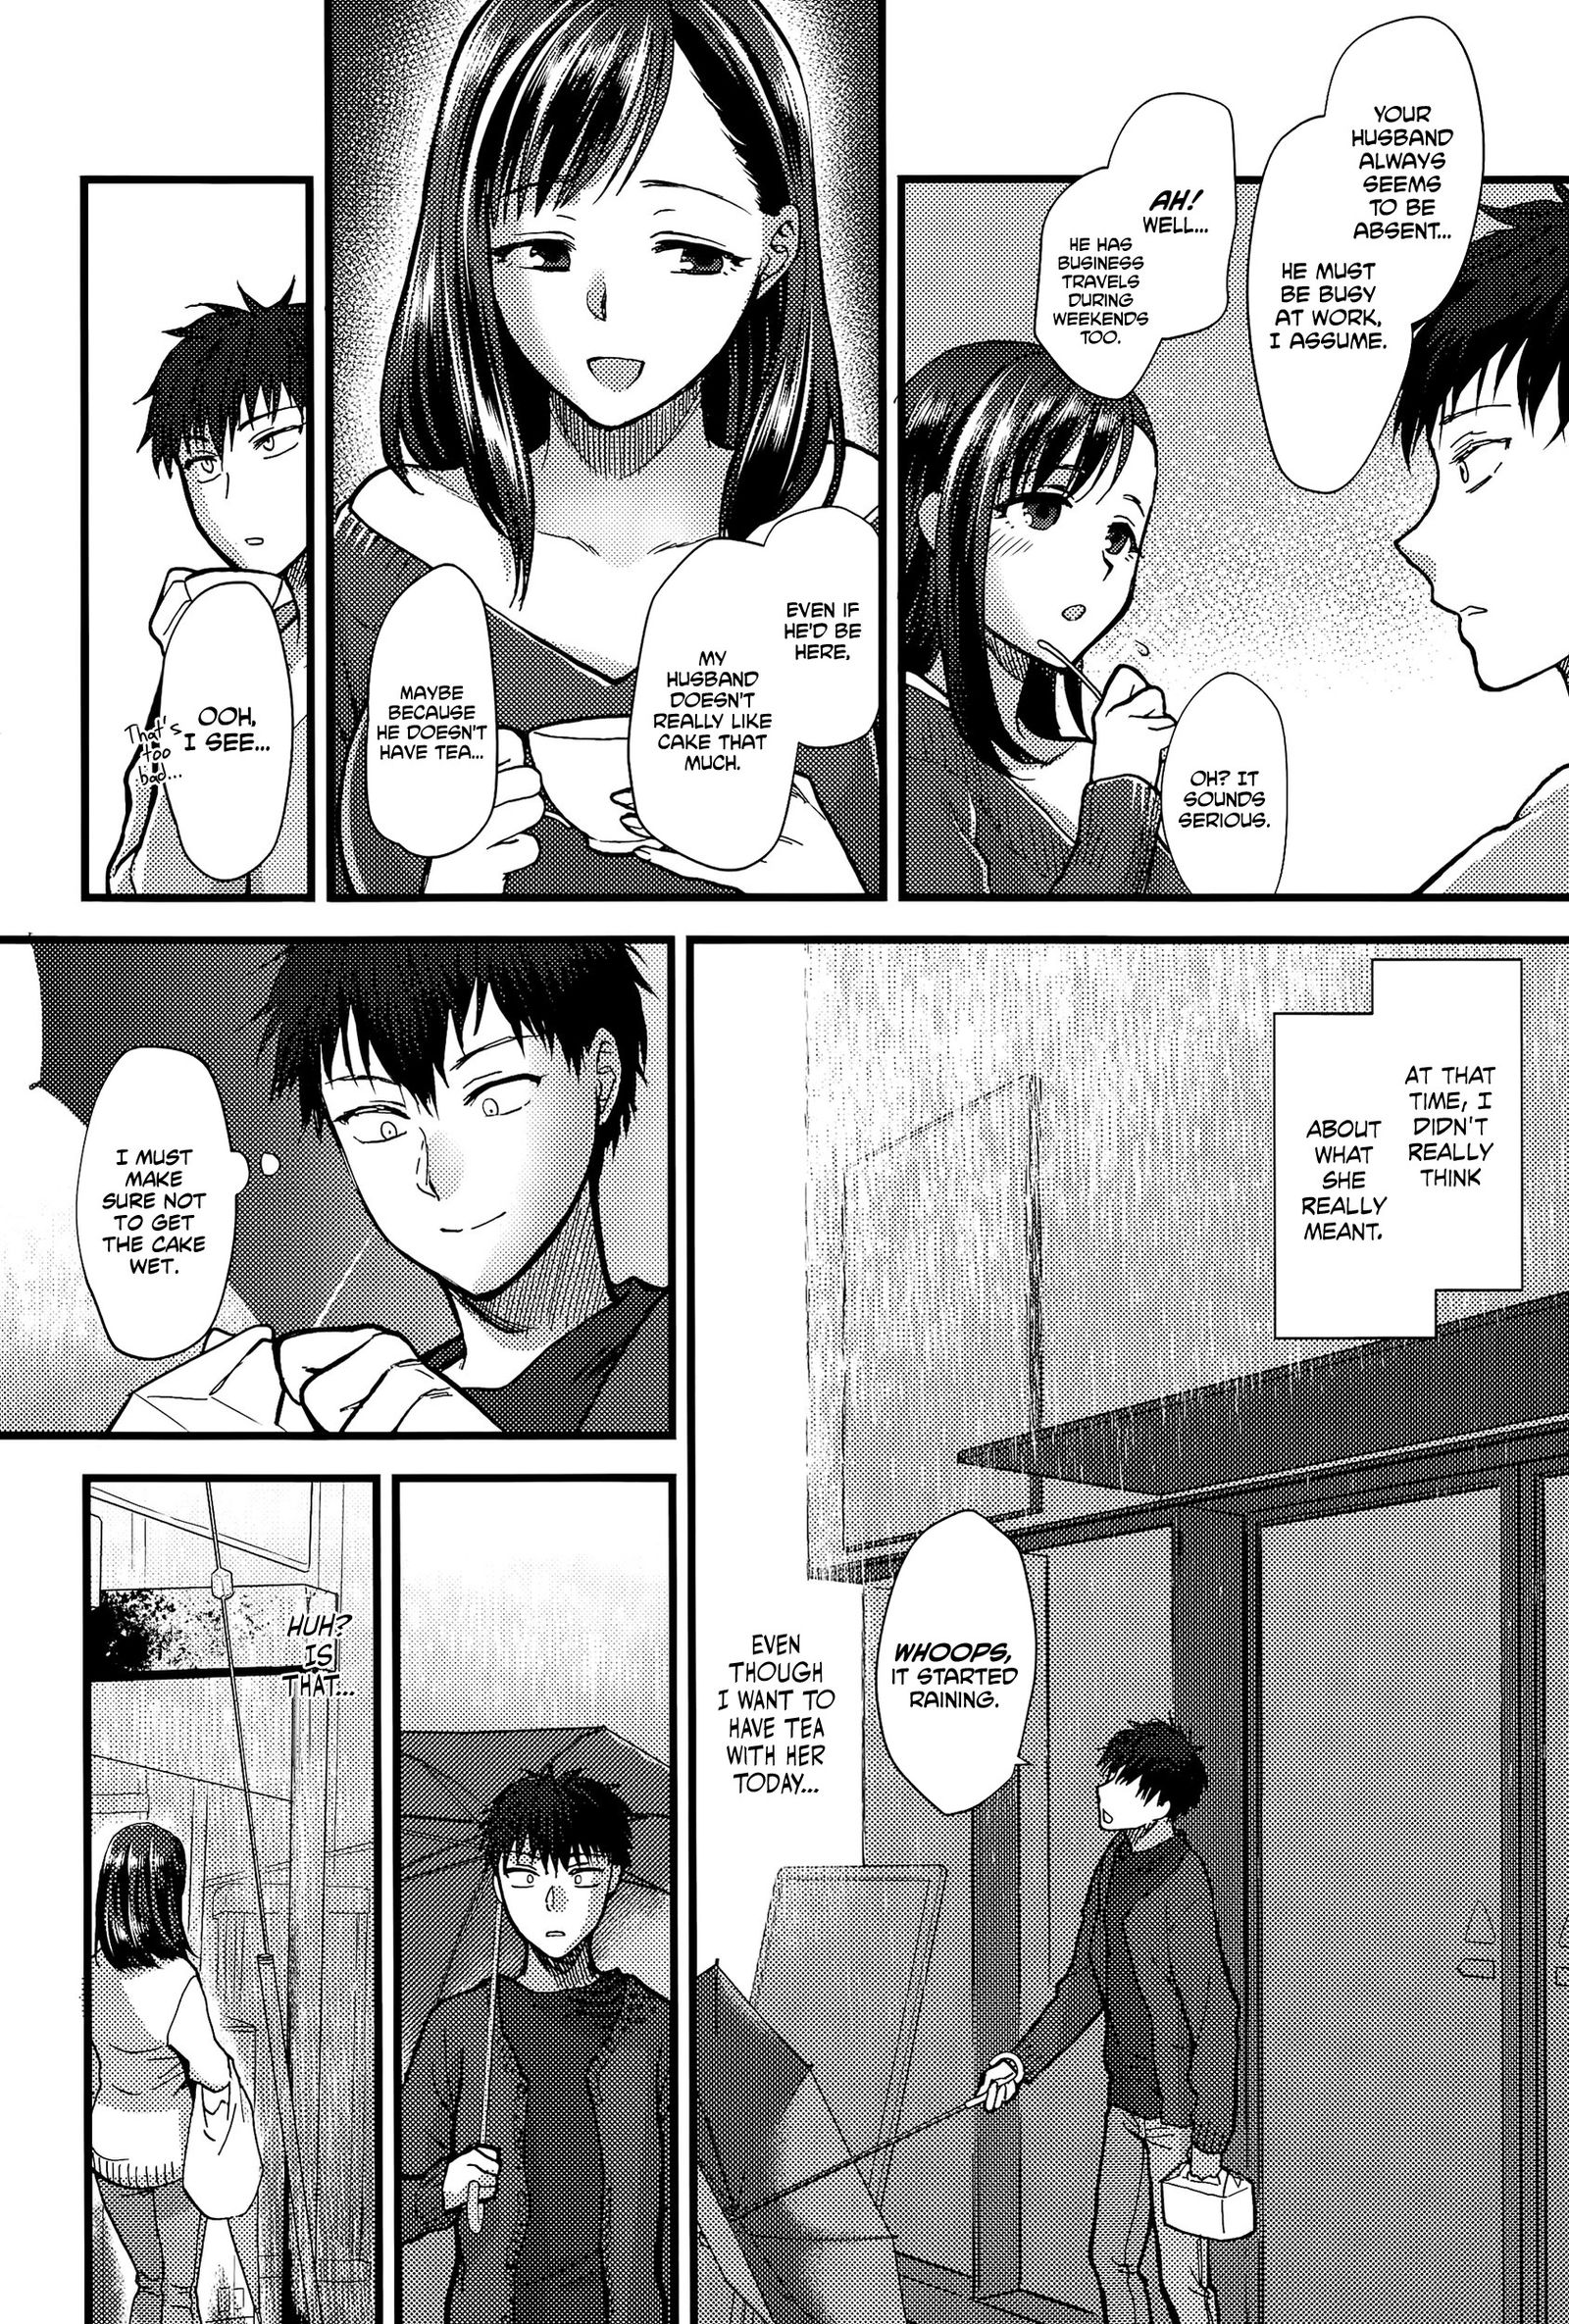 YOUR
HUSBAND
ALWAYS
SEEMS
TO BE
ABSENT...
HE MUST
BE BUSY
AT WORK,
I ASSUME.
AH!
WELL...
HE HAS
BUSINESS
TRAVELS
DURING
WEEKENDS
TOO.
OH? IT
SOUNDS
SERIOUS.
EVEN IF
HE'D BE
HERE,
MY
HUSBAND
DOESN'T
REALLY LIKE
CAKE THAT
MUCH.
MAYBE
BECAUSE
HE DOESN'T
HAVE TEA...
OOH,
I SEE...
That's
too
bad...
AT THAT
TIME, I
DIDN'T
REALLY
THINK
ABOUT
WHAT
SHE
REALLY
MEANT.
WHOOPS,
IT STARTED
RAINING.
EVEN
THOUGH
I WANT TO
HAVE TEA
WITH HER
TODAY...
I MUST
MAKE
SURE NOT
TO GET
THE CAKE
WET.
HUH?
IS
THAT...